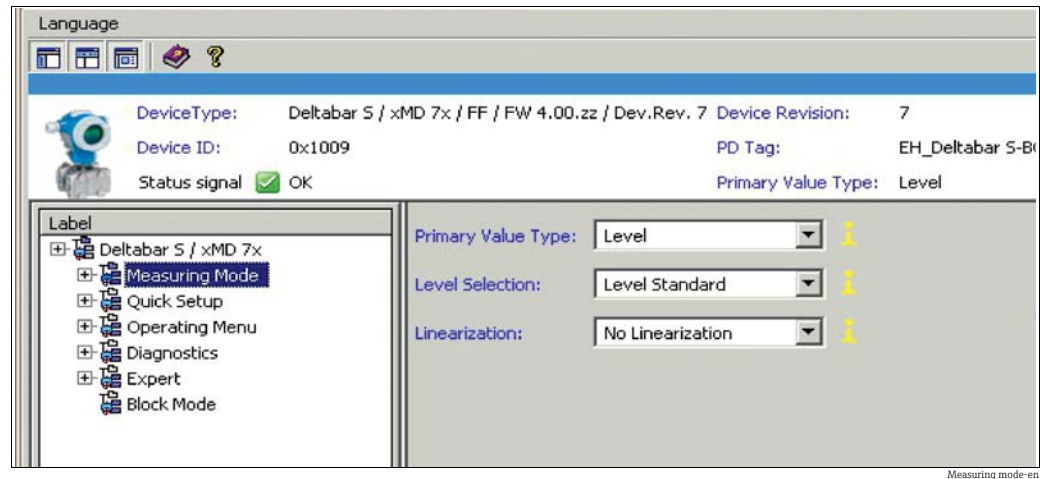 Language
DeviceType: Deltabar S / xMD 7x / FF / FW 4.00.zz / Dev.Rev. 7 Device Revision: 7
Device ID: 0x1009 PD Tag: EH_Deltabar S-B
Status signal OK Primary Value Type: Level
Label
Deltabar S / xMD 7x
Measuring Mode
Quick Setup
Operating Menu
Diagnostics
Expert
Block Mode
Primary Value Type: Level
Level Selection: Level Standard
Linearization: No Linearization
Measuring mode-en